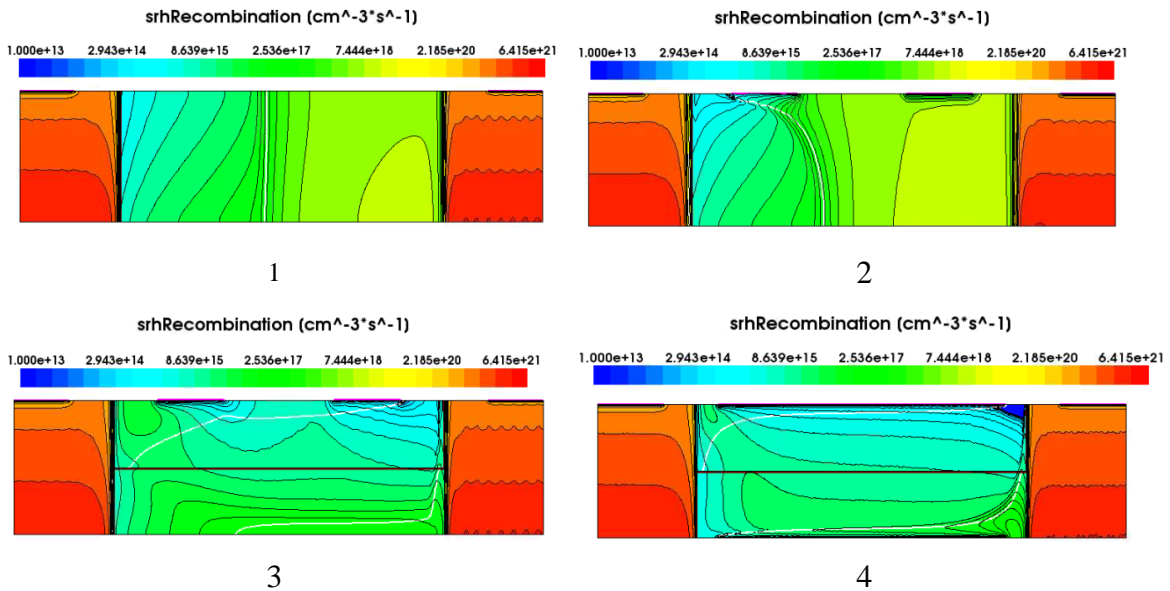 srhRecombination (cm^-3*s^-1)
1.000e+13 2.943e+14 8.639e+15 2.536e+17 7.444e+18 2.185e+20 6.415e+21
1
srhRecombination (cm^-3*s^-1)
1.000e+13 2.943e+14 8.639e+15 2.536e+17 7.444e+18 2.185e+20 6.415e+21
2
srhRecombination (cm^-3*s^-1)
1.000e+13 2.943e+14 8.639e+15 2.536e+17 7.444e+18 2.185e+20 6.415e+21
3
srhRecombination (cm^-3*s^-1)
1.000e+13 2.943e+14 8.639e+15 2.536e+17 7.444e+18 2.185e+20 6.415e+21
4